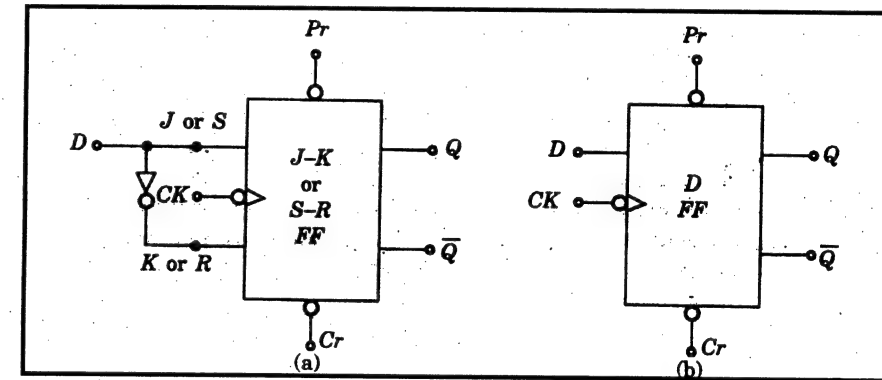 Pr
J or S
D
CK
J–K
or
S–R
FF
Q
Q̅
K or R
Cr
(a)
Pr
D
CK
D
FF
Q
Q̅
Cr
(b)